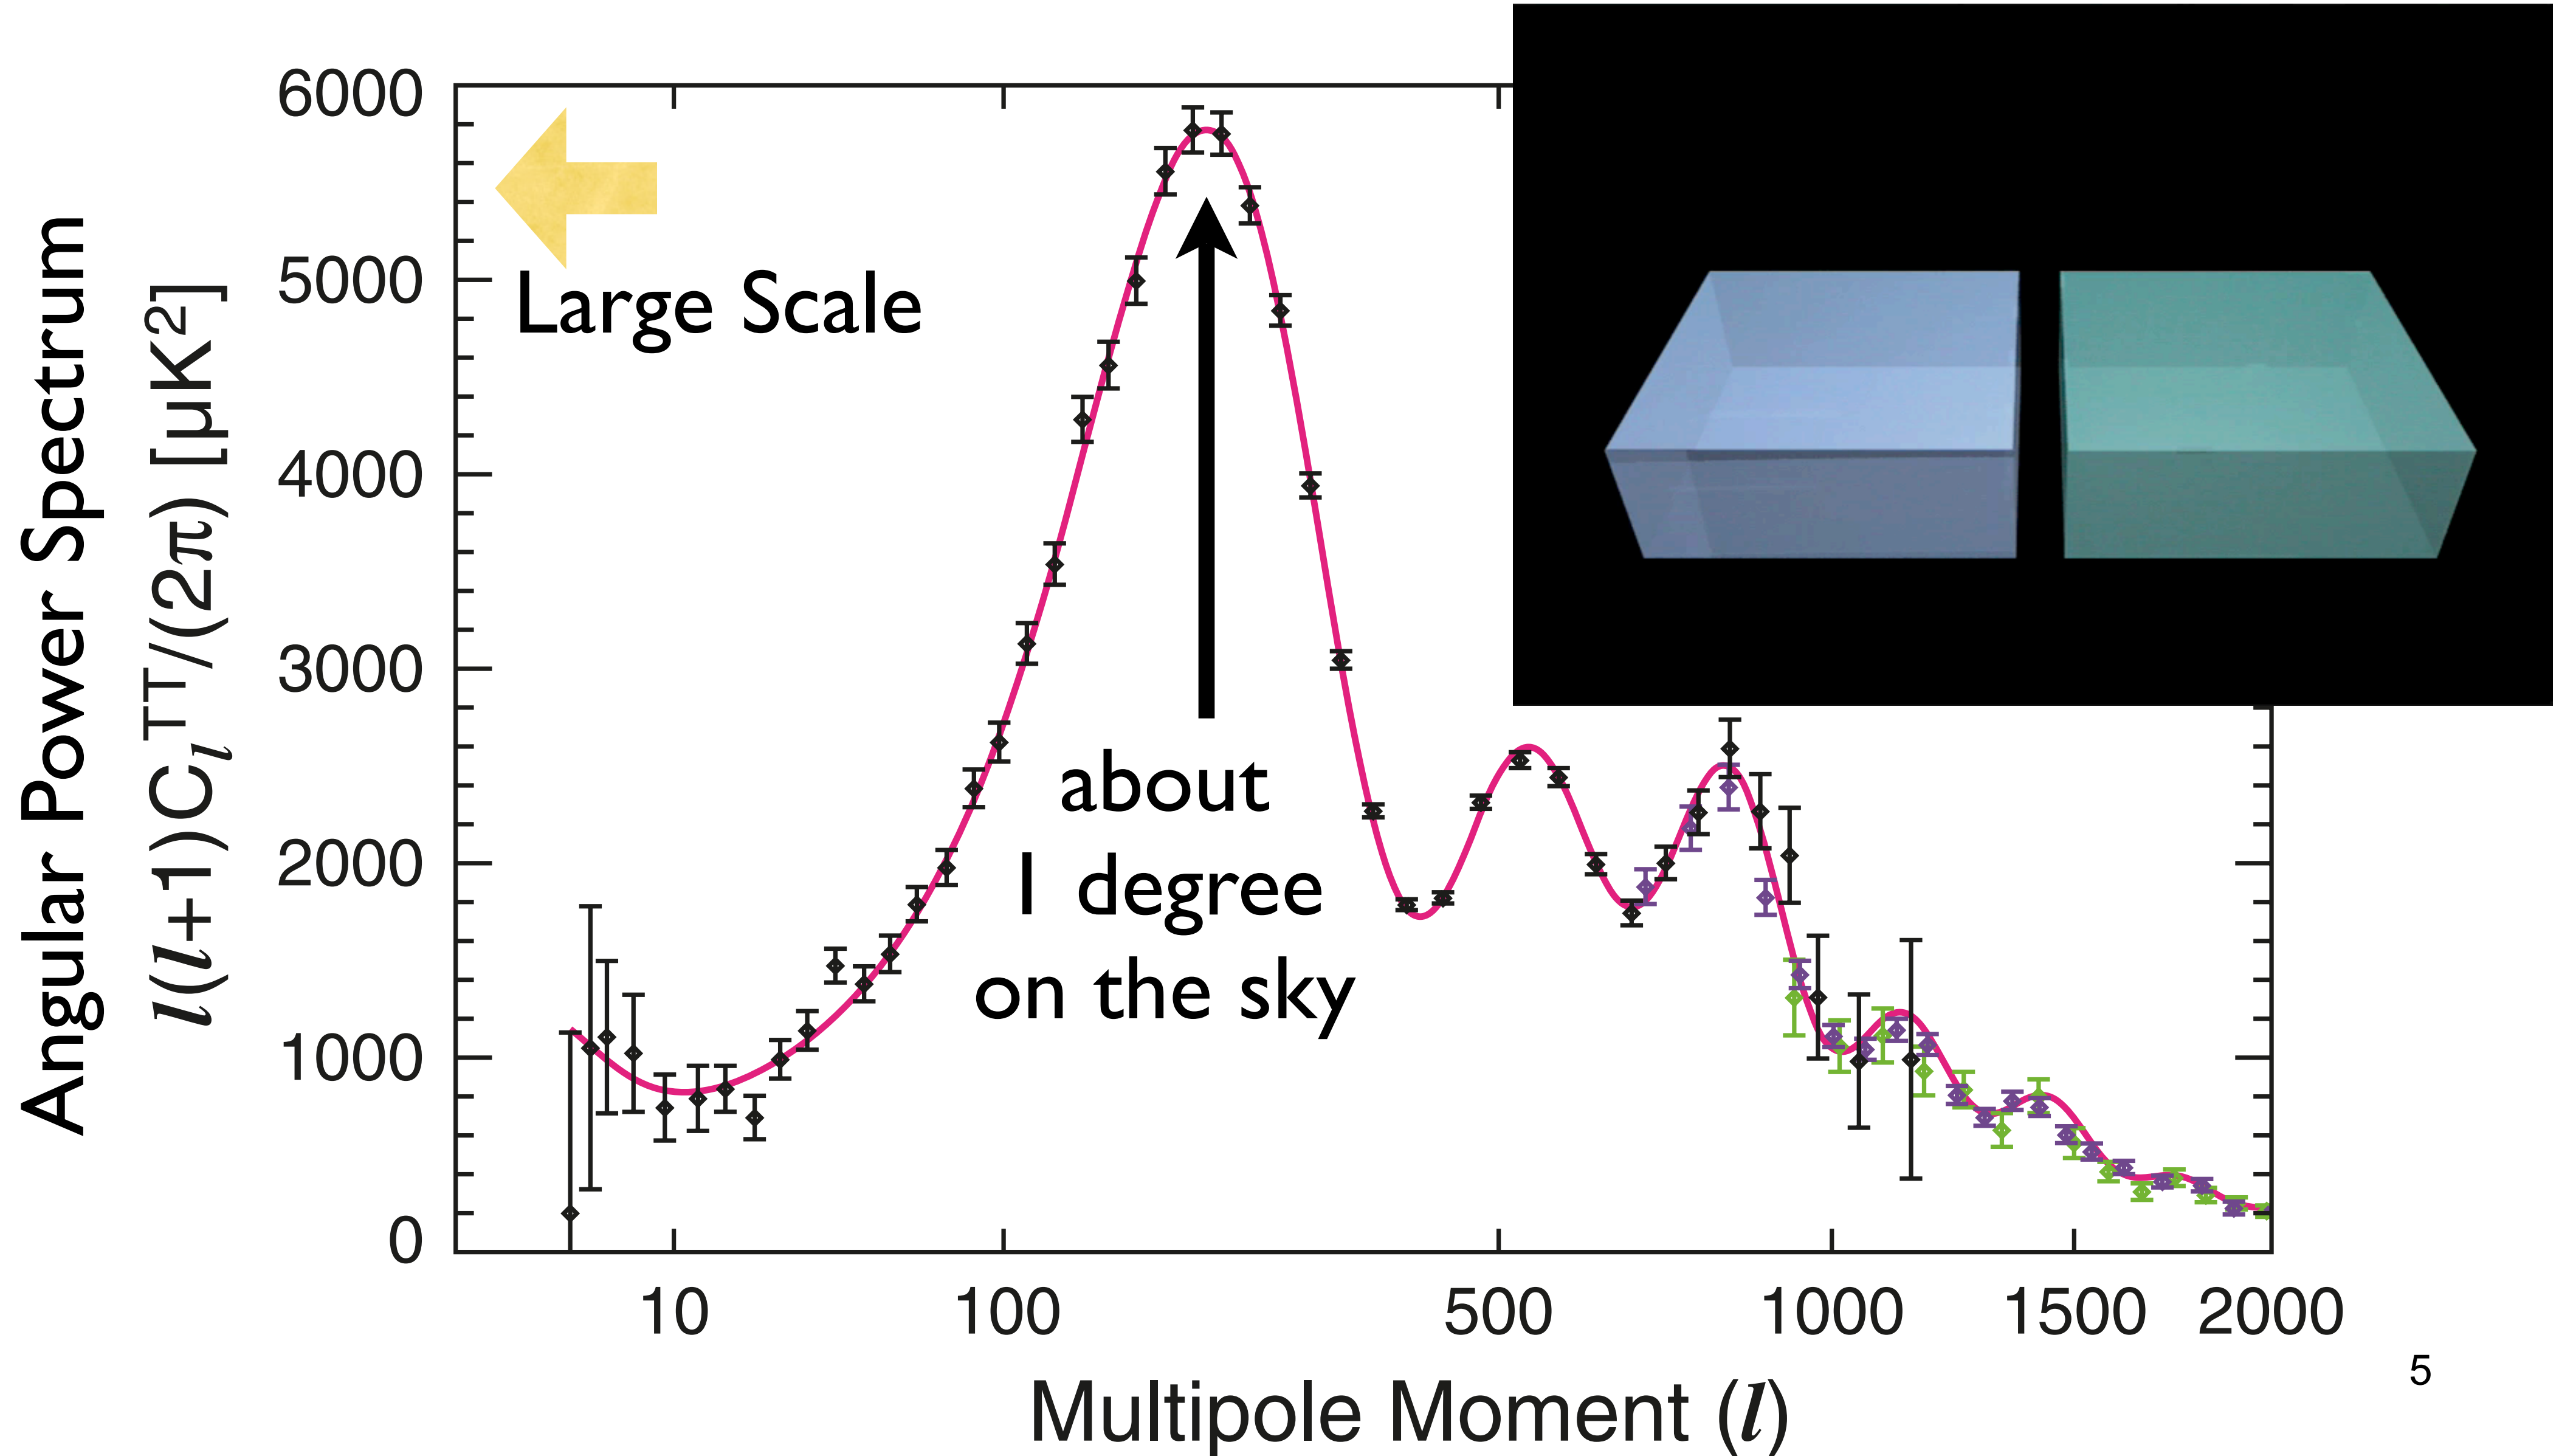 Angular Power Spectrum
l(l+1)C_l^TT/(2π) [μK²]
6000
5000
4000
3000
2000
1000
0
Large Scale
about
1 degree
on the sky
10 100 500 1000 1500 2000
Multipole Moment (l)
5